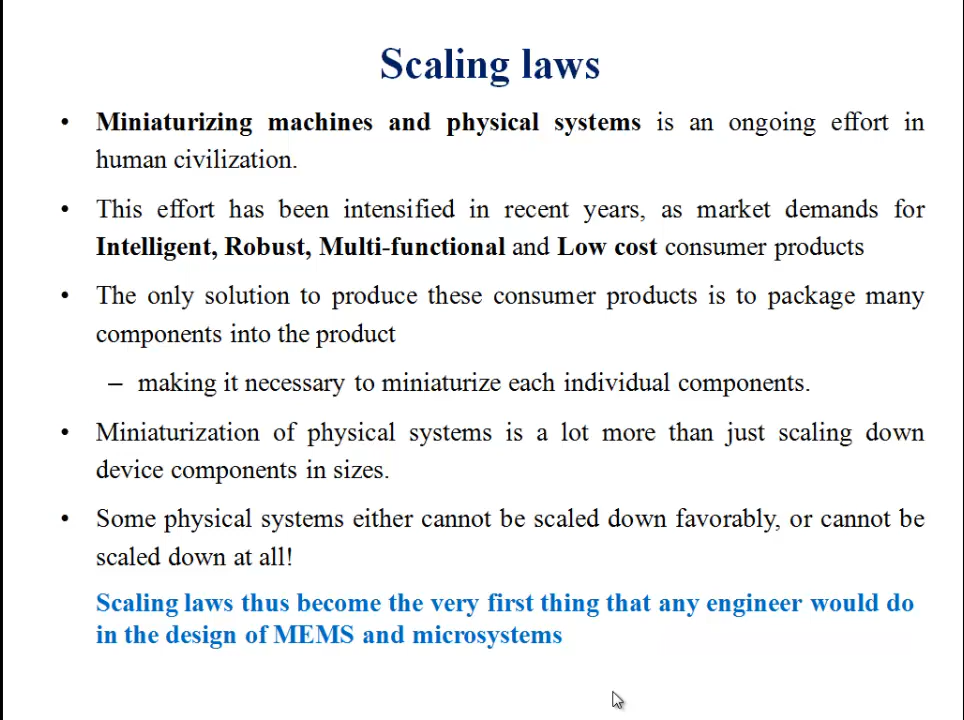 Scaling laws
• Miniaturizing machines and physical systems is an ongoing effort in
human civilization.
• This effort has been intensified in recent years, as market demands for
Intelligent, Robust, Multi-functional and Low cost consumer products
• The only solution to produce these consumer products is to package many
components into the product
– making it necessary to miniaturize each individual components.
• Miniaturization of physical systems is a lot more than just scaling down
device components in sizes.
• Some physical systems either cannot be scaled down favorably, or cannot be
scaled down at all!
Scaling laws thus become the very first thing that any engineer would do
in the design of MEMS and microsystems